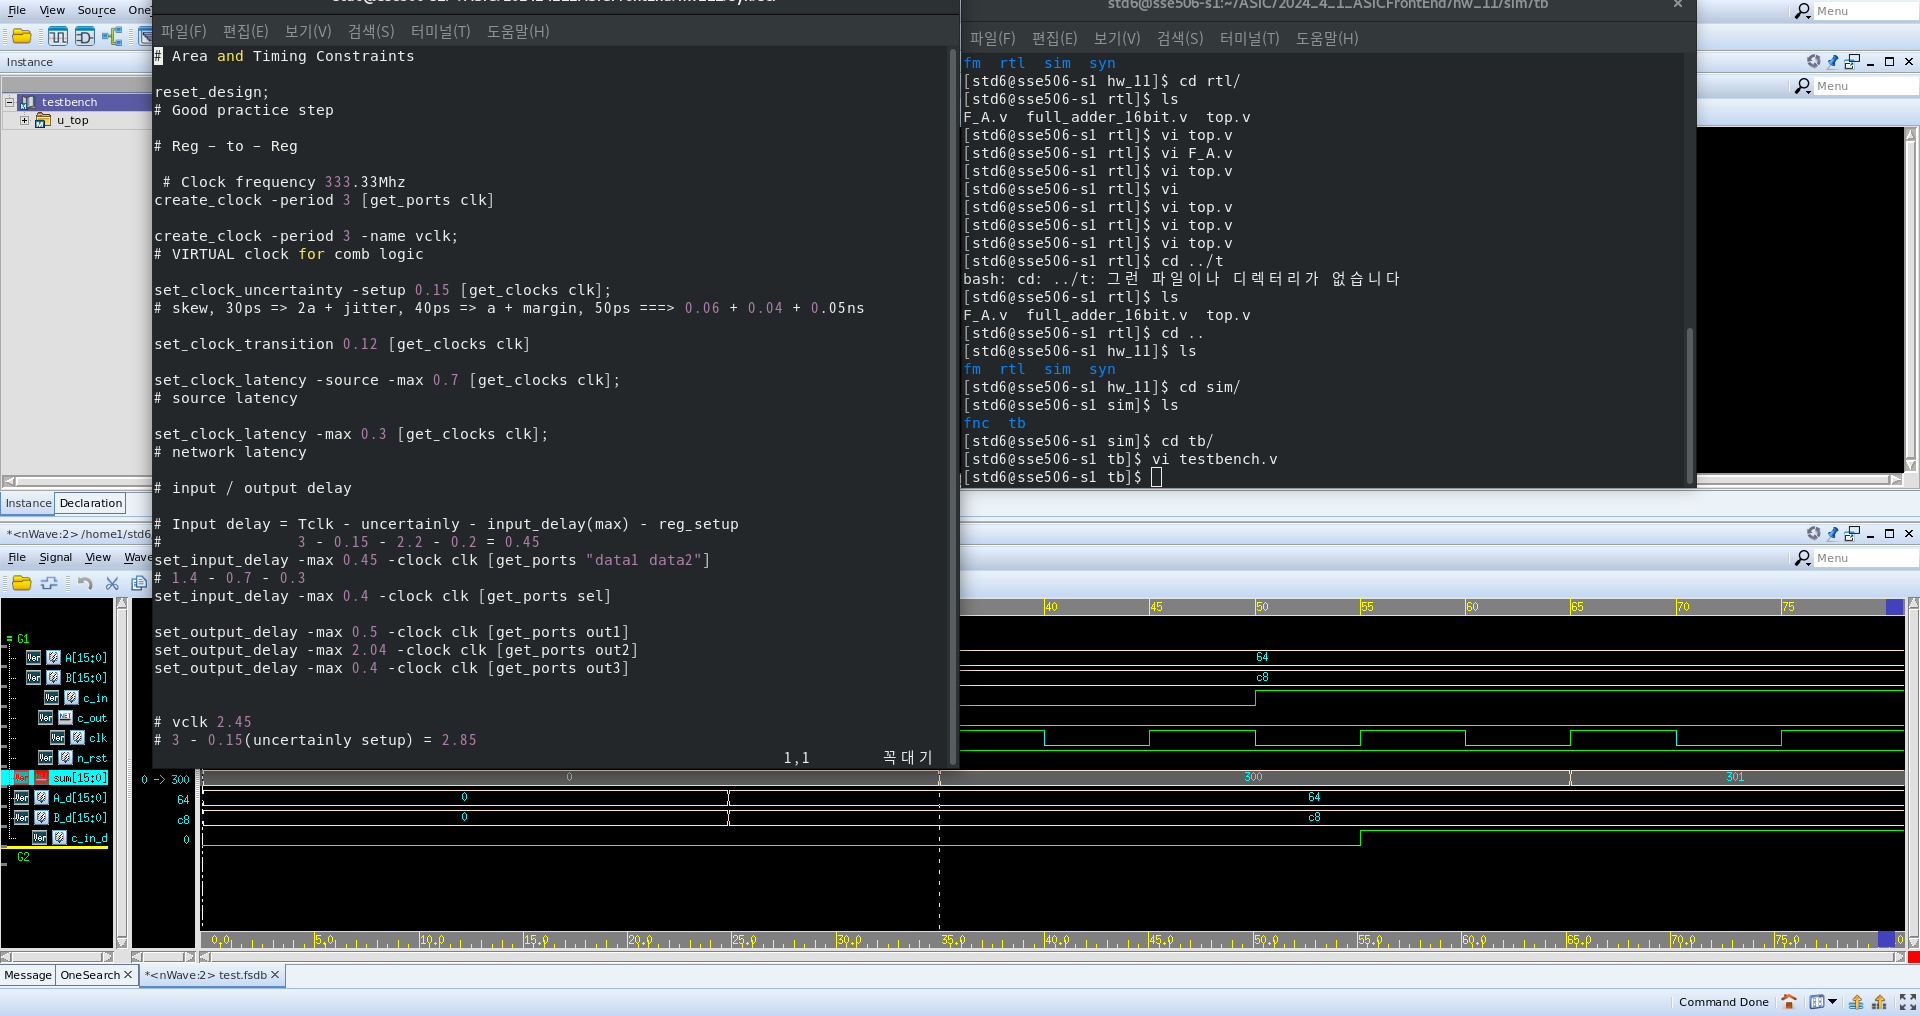 File View Source One
Instance
testbench
u_top
Instance Declaration
파일(F) 편집(E) 보기(V) 검색(S) 터미널(T) 도움말(H)
# Area and Timing Constraints
reset_design;
# Good practice step
# Reg - to - Reg
# Clock frequency 333.33Mhz
create_clock -period 3 [get_ports clk]
create_clock -period 3 -name vclk;
# VIRTUAL clock for comb logic
set_clock_uncertainty -setup 0.15 [get_clocks clk];
# skew, 30ps => 2a + jitter, 40ps => a + margin, 50ps ===> 0.06 + 0.04 + 0.05ns
set_clock_transition 0.12 [get_clocks clk]
set_clock_latency -source -max 0.7 [get_clocks clk];
# source latency
set_clock_latency -max 0.3 [get_clocks clk];
# network latency
# input / output delay
# Input delay = Tclk - uncertainly - input_delay(max) - reg_setup
# 3 - 0.15 - 2.2 - 0.2 = 0.45
set_input_delay -max 0.45 -clock clk [get_ports "data1 data2"]
# 1.4 - 0.7 - 0.3
set_input_delay -max 0.4 -clock clk [get_ports sel]
set_output_delay -max 0.5 -clock clk [get_ports out1]
set_output_delay -max 2.04 -clock clk [get_ports out2]
set_output_delay -max 0.4 -clock clk [get_ports out3]
# vclk 2.45
# 3 - 0.15(uncertainly setup) = 2.85
1,1 꼭대기
std6@sse506-s1:~/ASIC/2024_4_1_ASICFrontEnd/hw_11/sim/tb
파일(F) 편집(E) 보기(V) 검색(S) 터미널(T) 도움말(H)
fm rtl sim syn
[std6@sse506-s1 hw_11]$ cd rtl/
[std6@sse506-s1 rtl]$ ls
F_A.v full_adder_16bit.v top.v
[std6@sse506-s1 rtl]$ vi top.v
[std6@sse506-s1 rtl]$ vi F_A.v
[std6@sse506-s1 rtl]$ vi top.v
[std6@sse506-s1 rtl]$ vi
[std6@sse506-s1 rtl]$ vi top.v
[std6@sse506-s1 rtl]$ vi top.v
[std6@sse506-s1 rtl]$ vi top.v
[std6@sse506-s1 rtl]$ cd ../t
bash: cd: ../t: 그런 파일이나 디렉터리가 없습니다
[std6@sse506-s1 rtl]$ ls
F_A.v full_adder_16bit.v top.v
[std6@sse506-s1 rtl]$ cd ..
[std6@sse506-s1 hw_11]$ ls
fm rtl sim syn
[std6@sse506-s1 hw_11]$ cd sim/
[std6@sse506-s1 sim]$ ls
fnc tb
[std6@sse506-s1 sim]$ cd tb/
[std6@sse506-s1 tb]$ vi testbench.v
[std6@sse506-s1 tb]$
Menu
Menu
*<nWave:2> /home1/std6
File Signal View Wave
Menu
40 45 50 55 60 65 70 75
G1
A[15:0] 64
B[15:0] c8
c_in
c_out
clk
n_rst
sum[15:0] 0 -> 300 0 300 301
A_d[15:0] 64 0 64
B_d[15:0] c8 0 c8
c_in_d 0
G2
0.0 5.0 10.0 15.0 20.0 25.0 30.0 35.0 40.0 45.0 50.0 55.0 60.0 65.0 70.0 75.0 0
Message OneSearch *<nWave:2> test.fsdb
Command Done